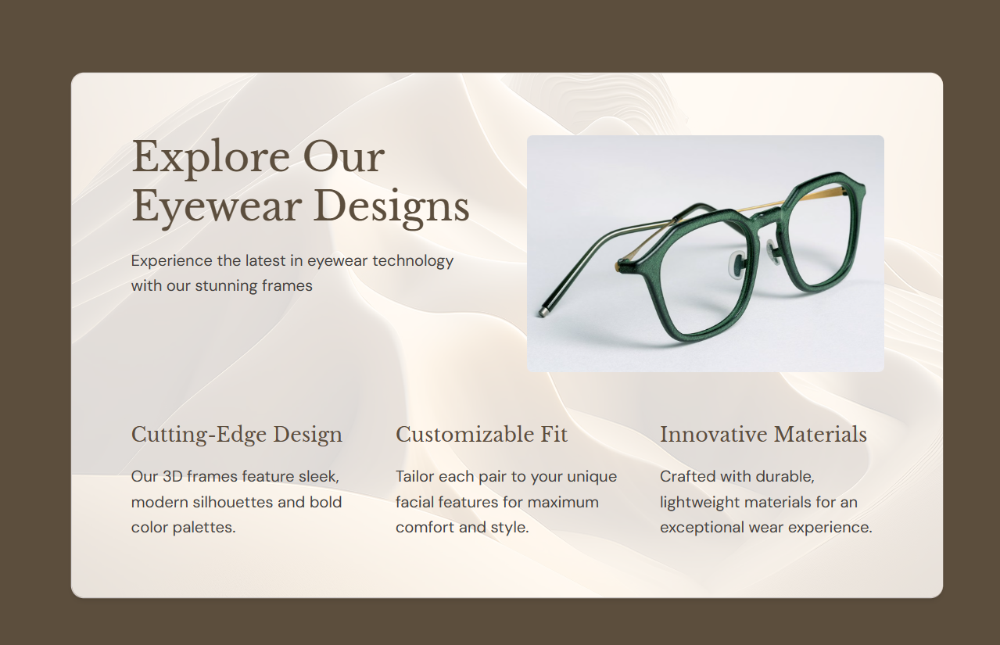 Explore Our
Eyewear Designs
Experience the latest in eyewear technology
with our stunning frames
Cutting-Edge Design
Our 3D frames feature sleek,
modern silhouettes and bold
color palettes.
Customizable Fit
Tailor each pair to your unique
facial features for maximum
comfort and style.
Innovative Materials
Crafted with durable,
lightweight materials for an
exceptional wear experience.